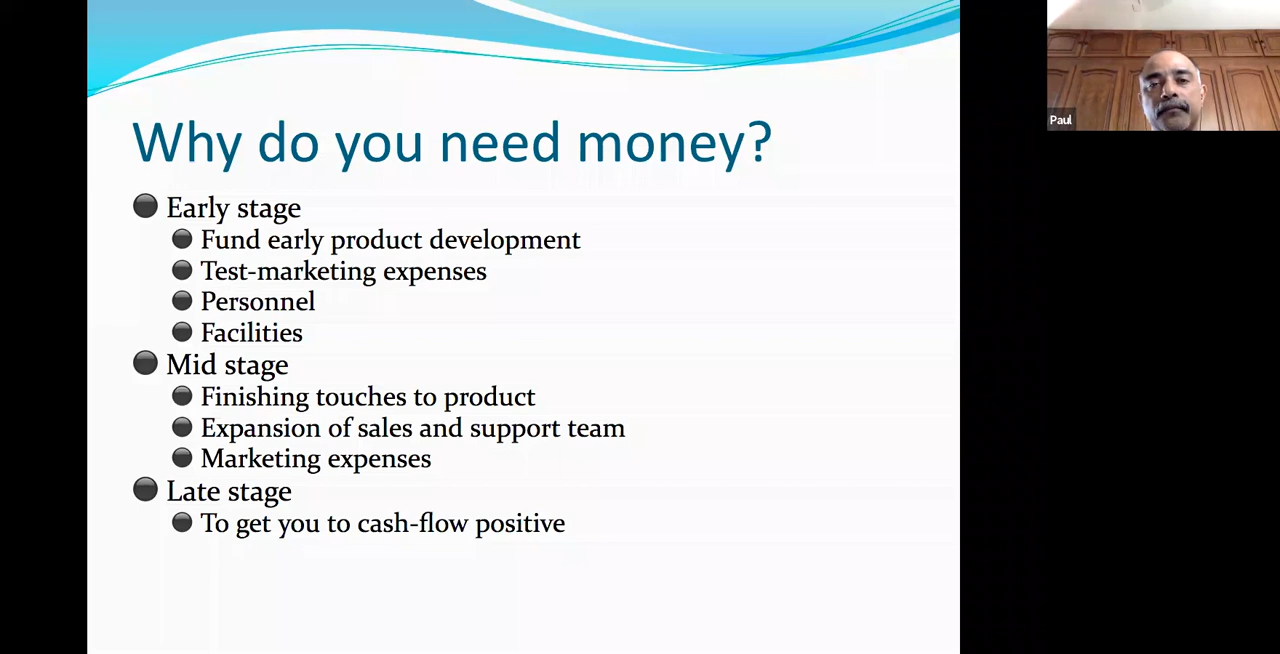 Why do you need money?
Early stage
Fund early product development
Test-marketing expenses
Personnel
Facilities
Mid stage
Finishing touches to product
Expansion of sales and support team
Marketing expenses
Late stage
To get you to cash-flow positive
Paul